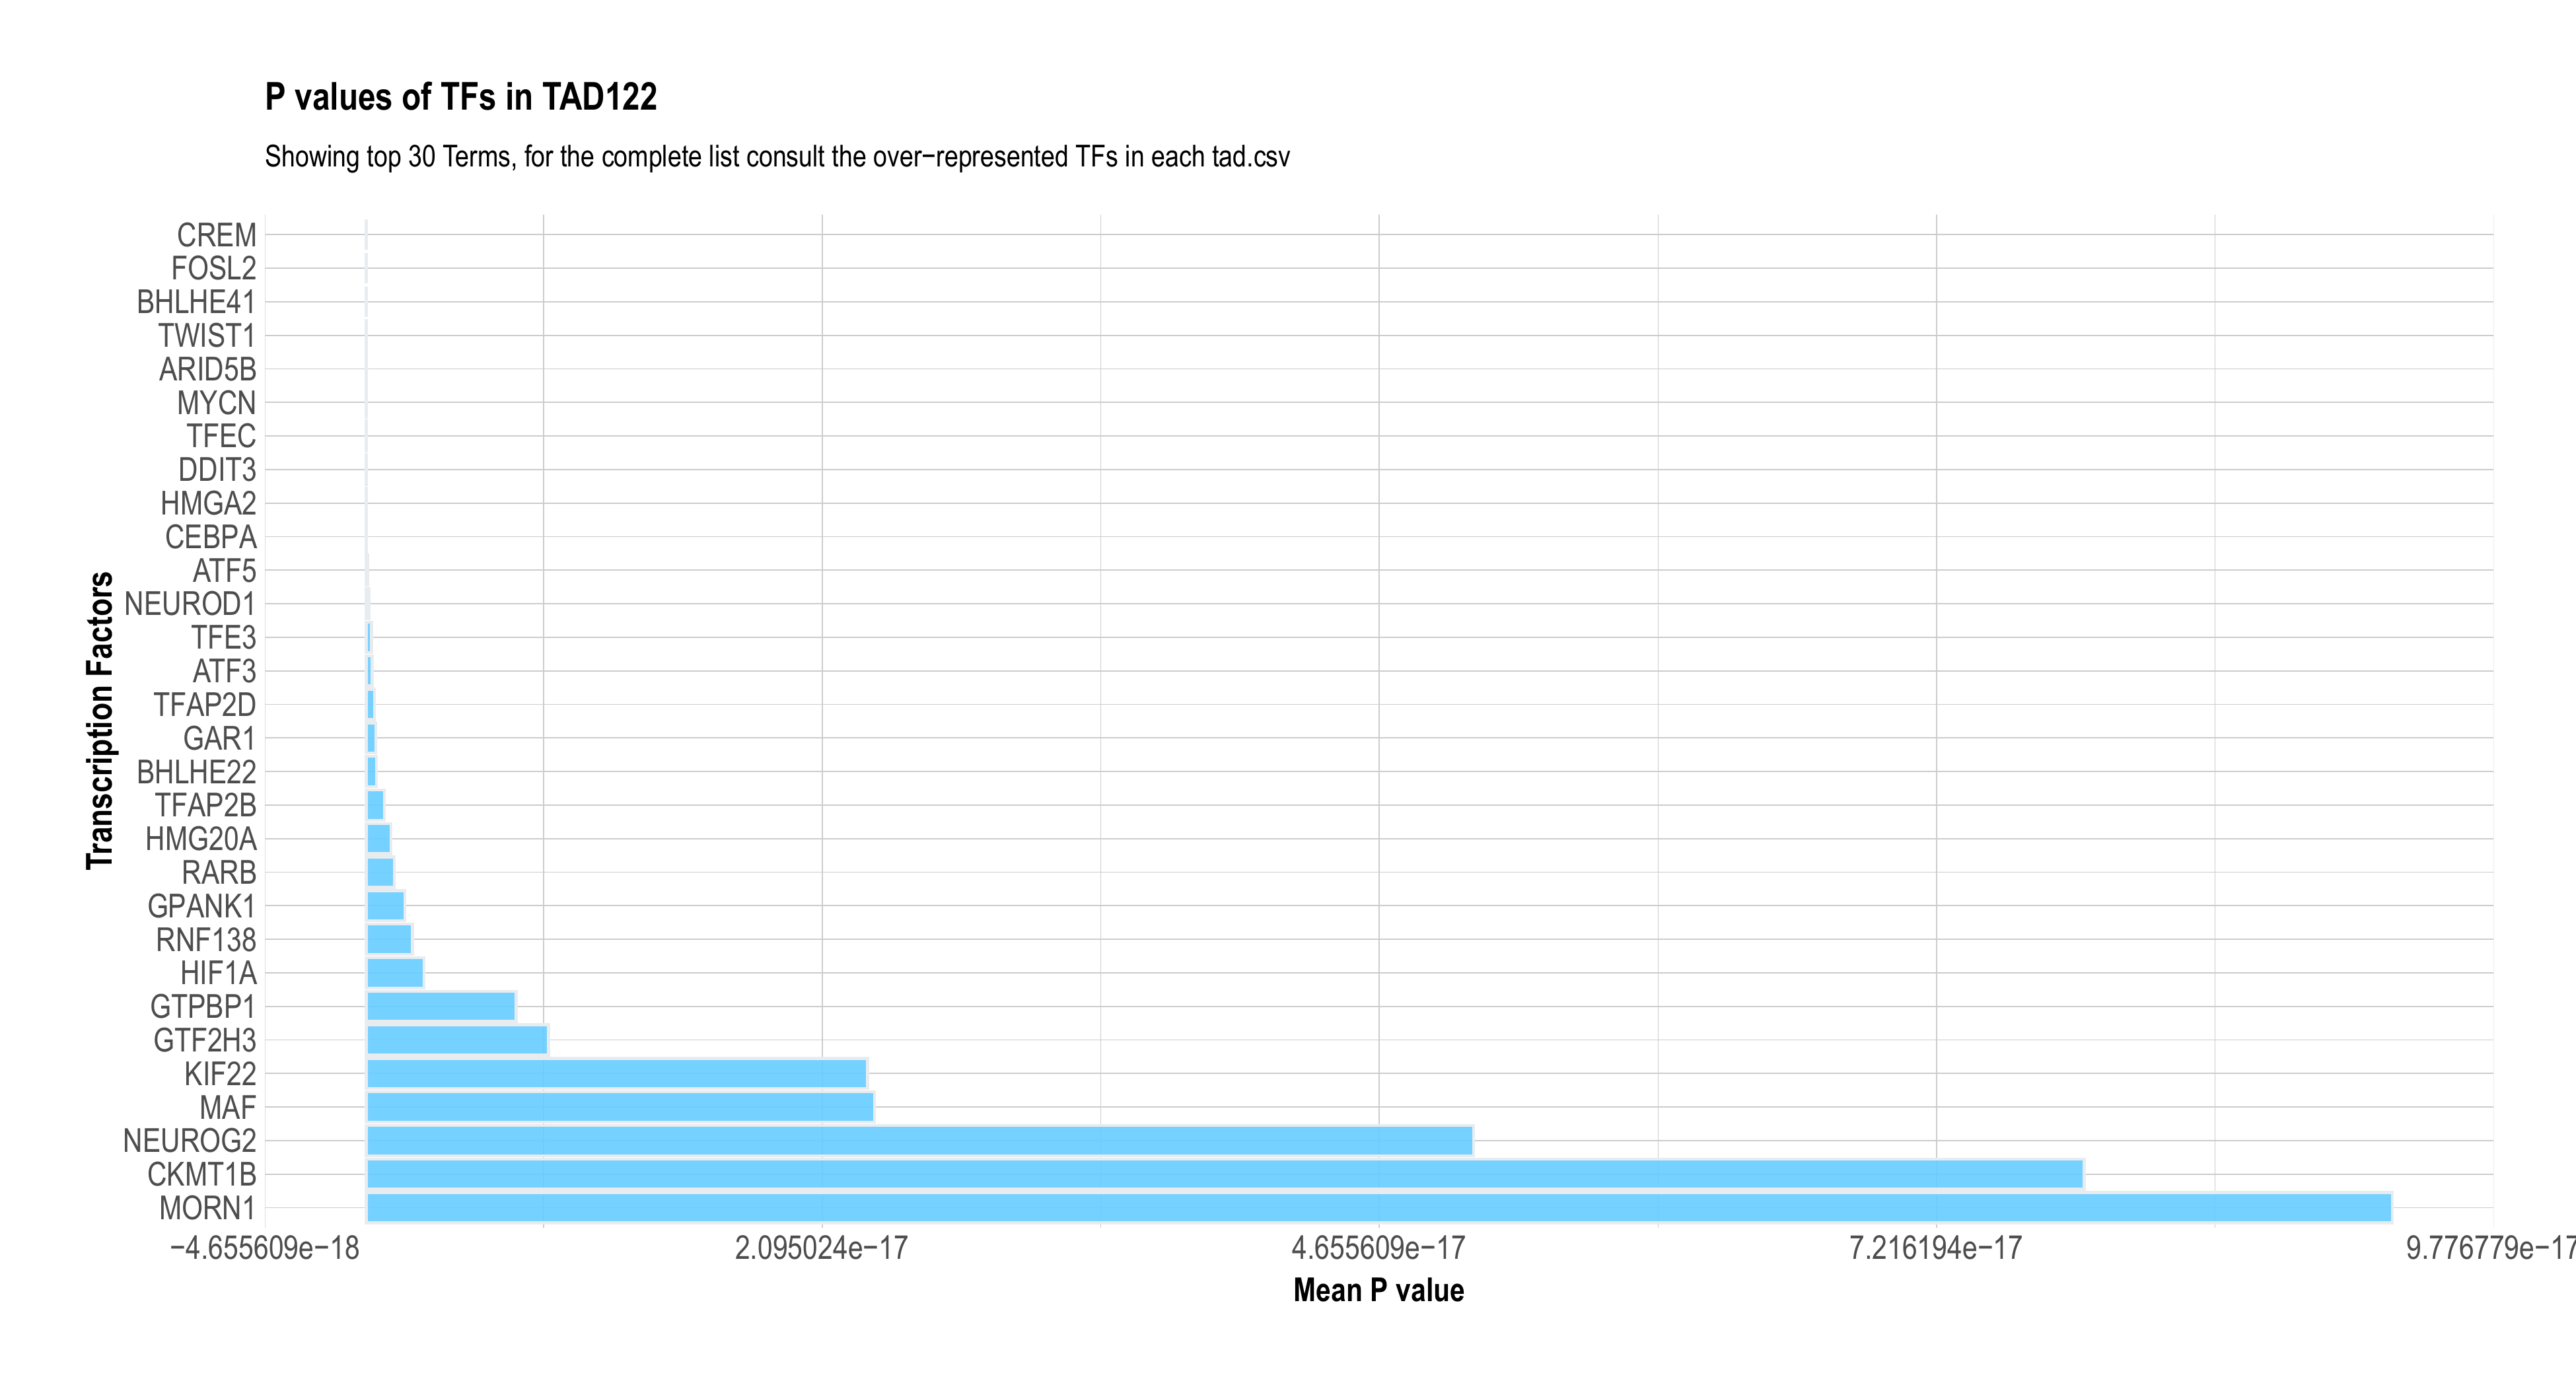 P values of TFs in TAD122
Showing top 30 Terms, for the complete list consult the over−represented TFs in each tad.csv
Transcription Factors
CREM
FOSL2
BHLHE41
TWIST1
ARID5B
MYCN
TFEC
DDIT3
HMGA2
CEBPA
ATF5
NEUROD1
TFE3
ATF3
TFAP2D
GAR1
BHLHE22
TFAP2B
HMG20A
RARB
GPANK1
RNF138
HIF1A
GTPBP1
GTF2H3
KIF22
MAF
NEUROG2
CKMT1B
MORN1
−4.655609e−18 2.095024e−17 4.655609e−17 7.216194e−17 9.776779e−17
Mean P value